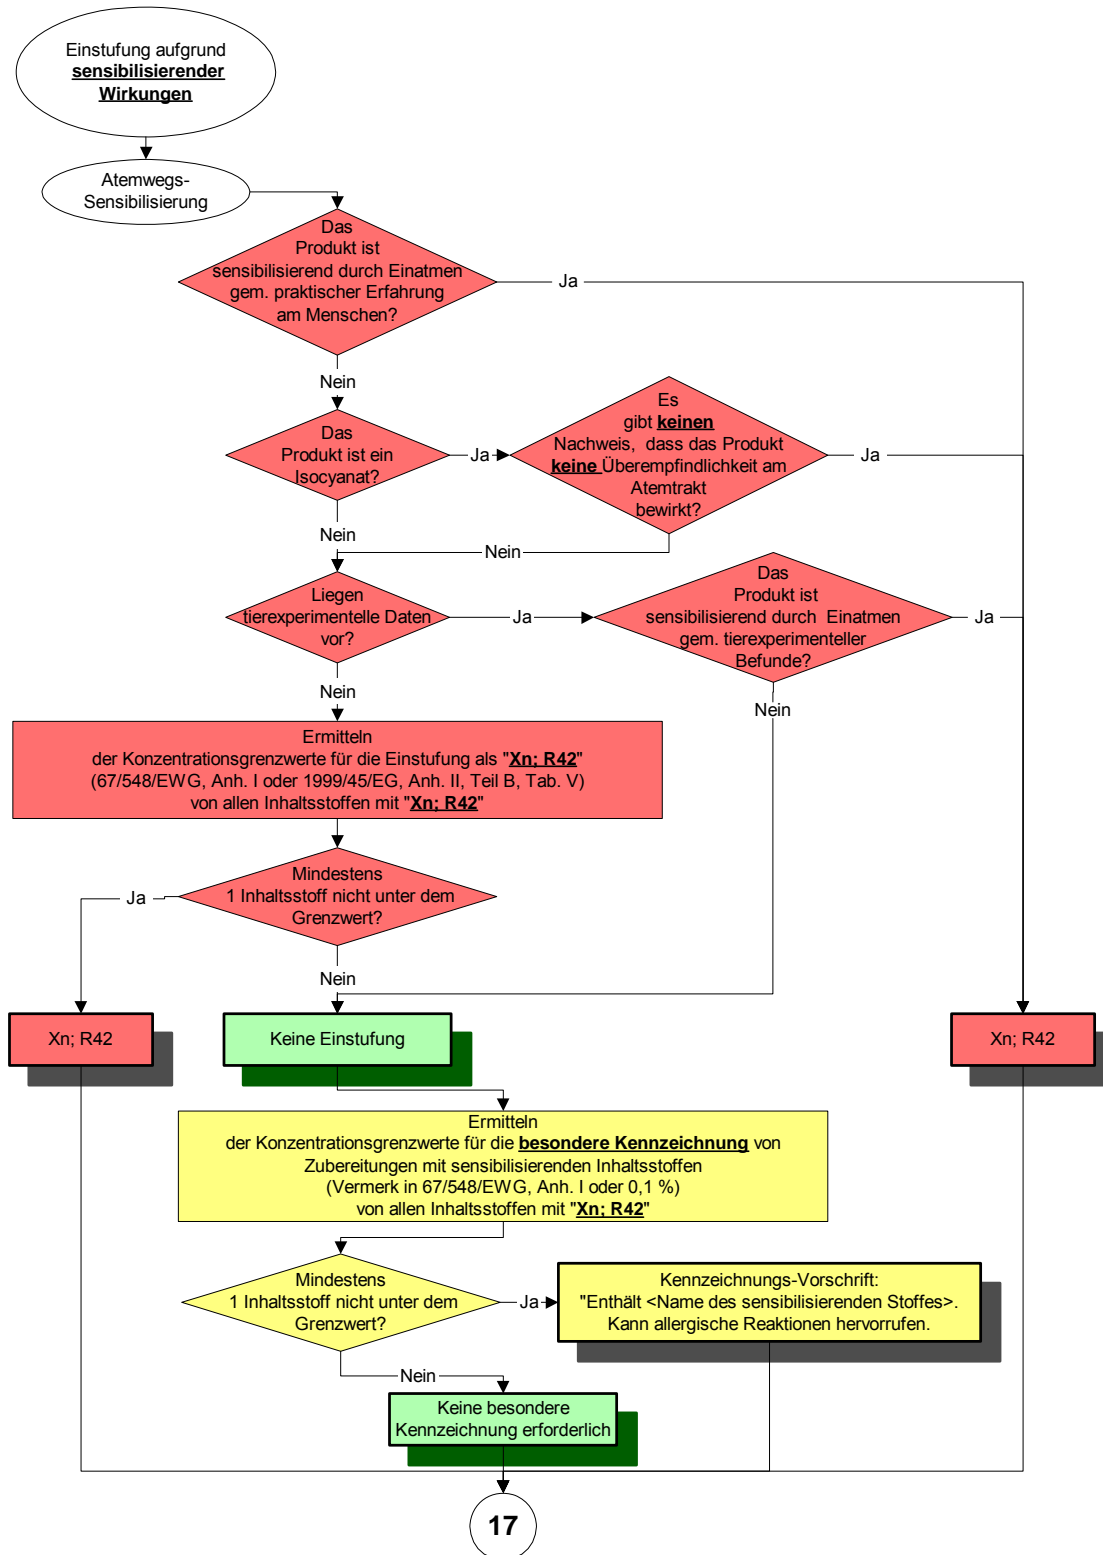 Einstufung aufgrund
sensibilisierender
Wirkungen
Atemwegs-
Sensibilisierung
Das
Produkt ist
sensibilisierend durch Einatmen
gem. praktischer Erfahrung
am Menschen?
Ja
Nein
Das
Produkt ist ein
Isocyanat?
Ja
Es
gibt keinen
Nachweis, dass das Produkt
keine Überempfindlichkeit am
Atemtrakt
bewirkt?
Ja
Nein
Nein
Liegen
tierexperimentelle Daten
vor?
Ja
Das
Produkt ist
sensibilisierend durch Einatmen
gem. tierexperimenteller
Befunde?
Ja
Nein
Nein
Ermitteln
der Konzentrationsgrenzwerte für die Einstufung als "Xn; R42"
(67/548/EWG, Anh. I oder 1999/45/EG, Anh. II, Teil B, Tab. V)
von allen Inhaltsstoffen mit "Xn; R42"
Mindestens
1 Inhaltsstoff nicht unter dem
Grenzwert?
Ja
Nein
Xn; R42
Keine Einstufung
Xn; R42
Ermitteln
der Konzentrationsgrenzwerte für die besondere Kennzeichnung von
Zubereitungen mit sensibilisierenden Inhaltsstoffen
(Vermerk in 67/548/EWG, Anh. I oder 0,1 %)
von allen Inhaltsstoffen mit "Xn; R42"
Mindestens
1 Inhaltsstoff nicht unter dem
Grenzwert?
Ja
Kennzeichnungs-Vorschrift:
"Enthält <Name des sensibilisierenden Stoffes>.
Kann allergische Reaktionen hervorrufen.
Nein
Keine besondere
Kennzeichnung erforderlich
17